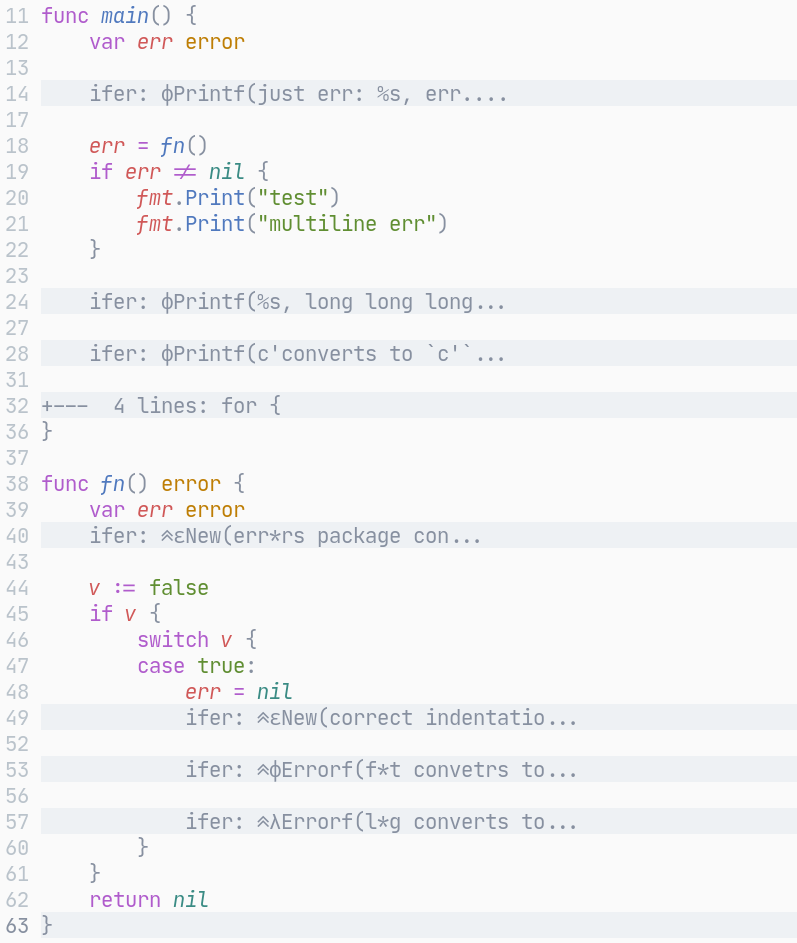 11 func main() {
12     var err error
13
14     ifer: ϕPrintf(just err: %s, err....
17
18     err = fn()
19     if err != nil {
20         fmt.Print("test")
21         fmt.Print("multiline err")
22     }
23
24     ifer: ϕPrintf(%s, long long long...
27
28     ifer: ϕPrintf(c'converts to `c'`...
31
32 +---  4 lines: for {
36 }
37
38 func fn() error {
39     var err error
40     ifer: «εNew(err*rs package con...
43
44     v := false
45     if v {
46         switch v {
47         case true:
48             err = nil
49             ifer: «εNew(correct indentatio...
52
53             ifer: «ϕErrorf(f*t convetrs to...
56
57             ifer: «λErrorf(l*g converts to...
60         }
61     }
62     return nil
63 }